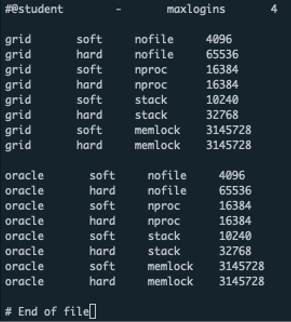 #@student        -       maxlogins       4
grid       soft    nofile    4096
grid       hard    nofile    65536
grid       soft    nproc    16384
grid       hard    nproc    16384
grid       soft    stack    10240
grid       hard    stack    32768
grid       soft    memlock    3145728
grid       hard    memlock    3145728
oracle       soft    nofile    4096
oracle       hard    nofile    65536
oracle       soft    nproc    16384
oracle       hard    nproc    16384
oracle       soft    stack    10240
oracle       hard    stack    32768
oracle       soft    memlock    3145728
oracle       hard    memlock    3145728
# End of file